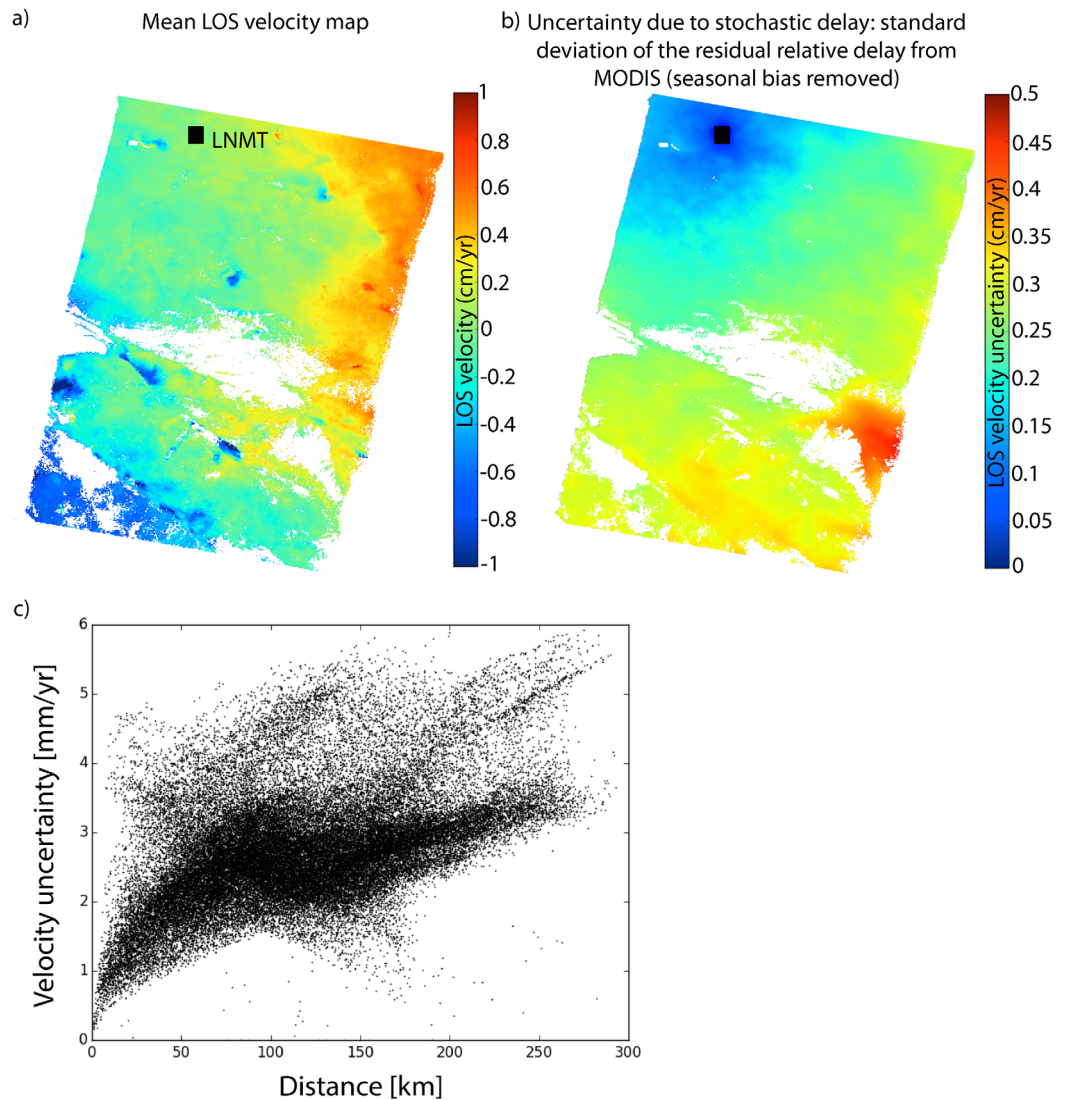 a)
Mean LOS velocity map
LNMT
1
0.8
0.6
0.4
0.2
0
-0.2
-0.4
-0.6
-0.8
-1
LOS velocity (cm/yr)
b)
Uncertainty due to stochastic delay: standard
deviation of the residual relative delay from
MODIS (seasonal bias removed)
0.5
0.45
0.4
0.35
0.3
0.25
0.2
0.15
0.1
0.05
0
LOS velocity uncertainty (cm/yr)
c)
Velocity uncertainty [mm/yr]
6
5
4
3
2
1
0
0 50 100 150 200 250 300
Distance [km]